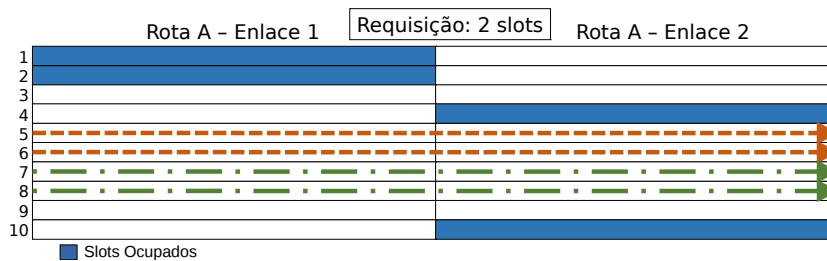 Rota A – Enlace 1
Requisição: 2 slots
Rota A – Enlace 2
1
2
3
4
5
6
7
8
9
10
Slots Ocupados